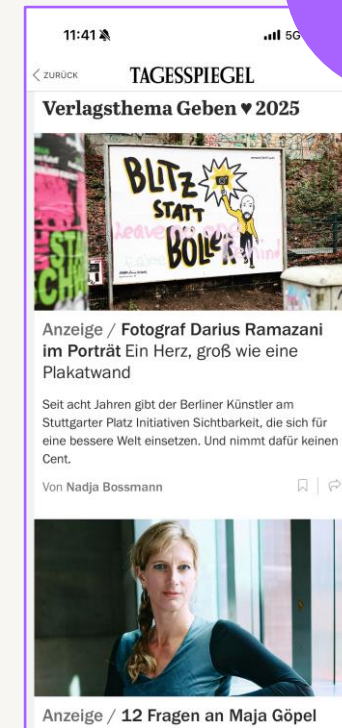 11:41
5G
ZURÜCK
TAGESSPIEGEL
Verlagsthema Geben ♥ 2025
BLITZ
STATT
BÖLLER
Anzeige / Fotograf Darius Ramazani
im Porträt Ein Herz, groß wie eine
Plakatwand
Seit acht Jahren gibt der Berliner Künstler am
Stuttgarter Platz Initiativen Sichtbarkeit, die sich für
eine bessere Welt einsetzen. Und nimmt dafür keinen
Cent.
Von Nadja Bossmann
Anzeige / 12 Fragen an Maja Göpel